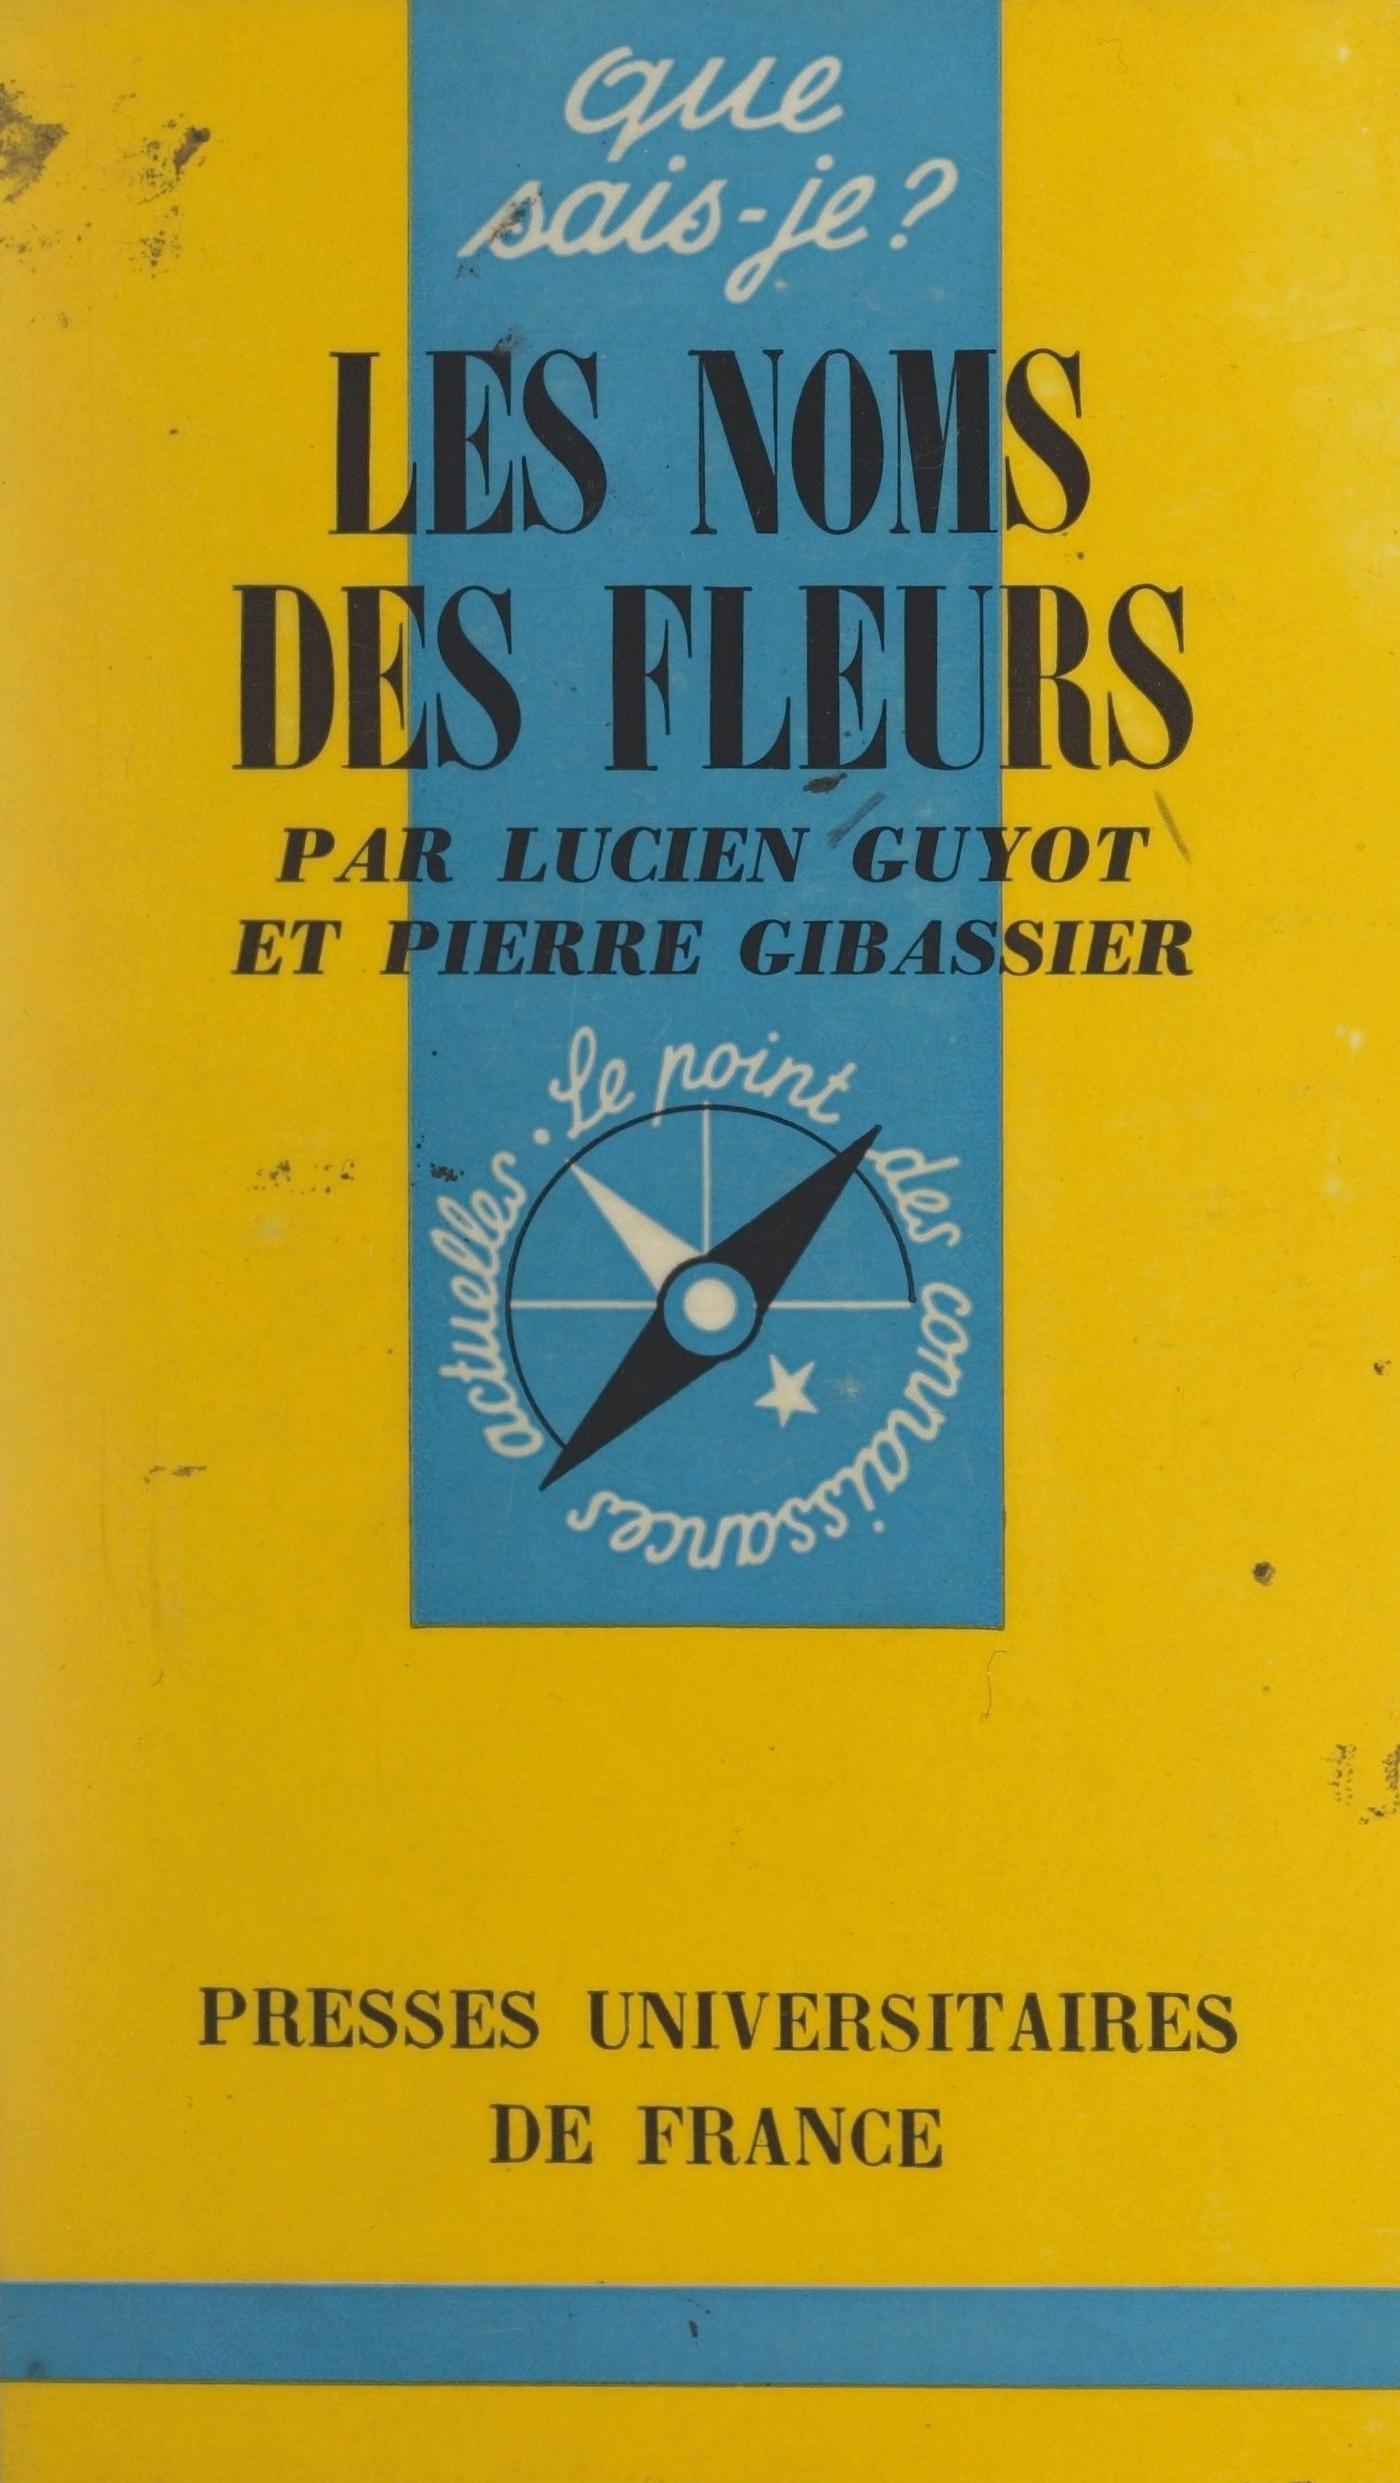 que
sais-je?
LES NOMS
DES FLEURS
PAR LUCIEN GUYOT
ET PIERRE GIBASSIER
Le point des connaissances actuelles.
PRESSES UNIVERSITAIRES
DE FRANCE